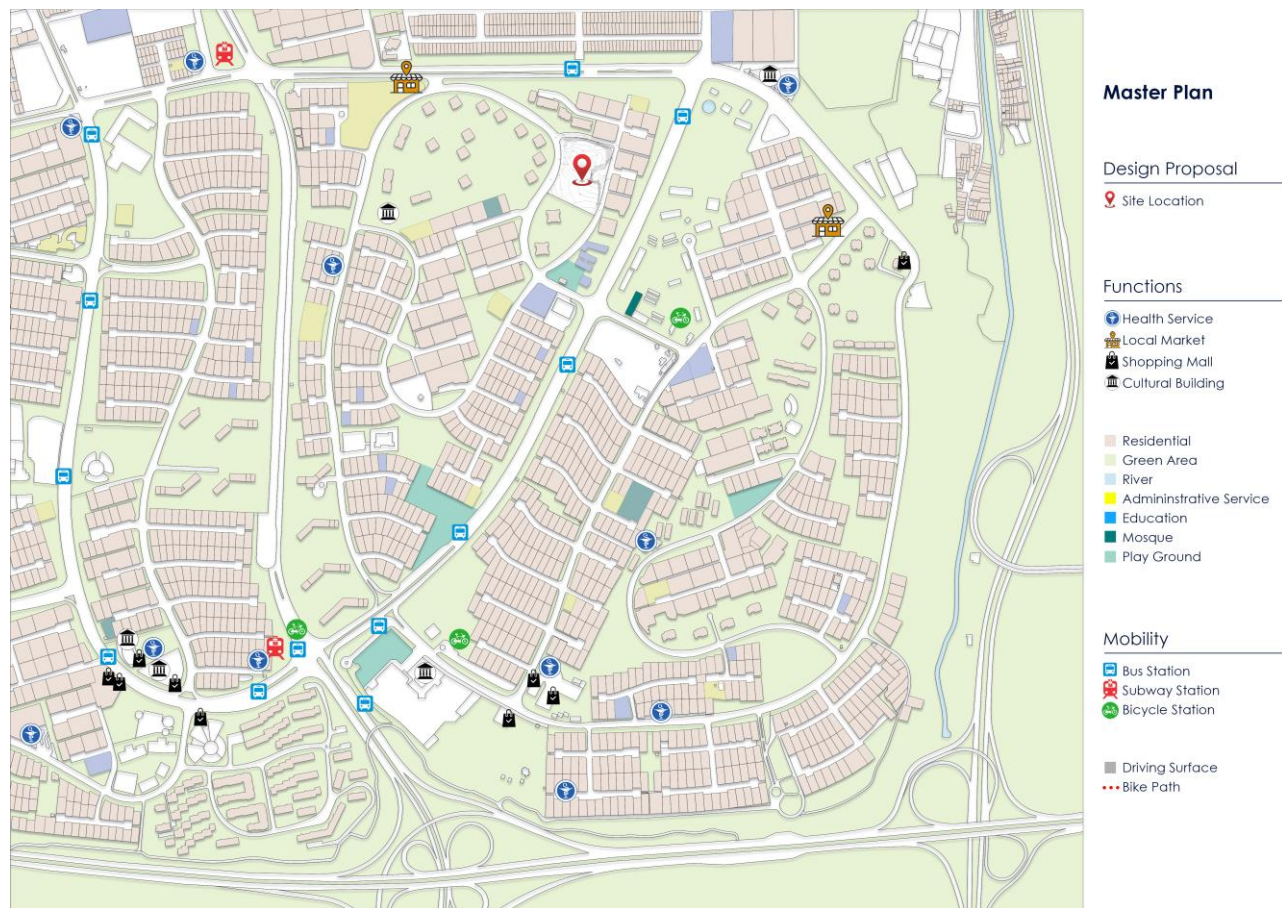 Master Plan
Design Proposal
Site Location
Functions
Health Service
Local Market
Shopping Mall
Cultural Building
Residential
Green Area
River
Admininstrative Service
Education
Mosque
Play Ground
Mobility
Bus Station
Subway Station
Bicycle Station
Driving Surface
Bike Path